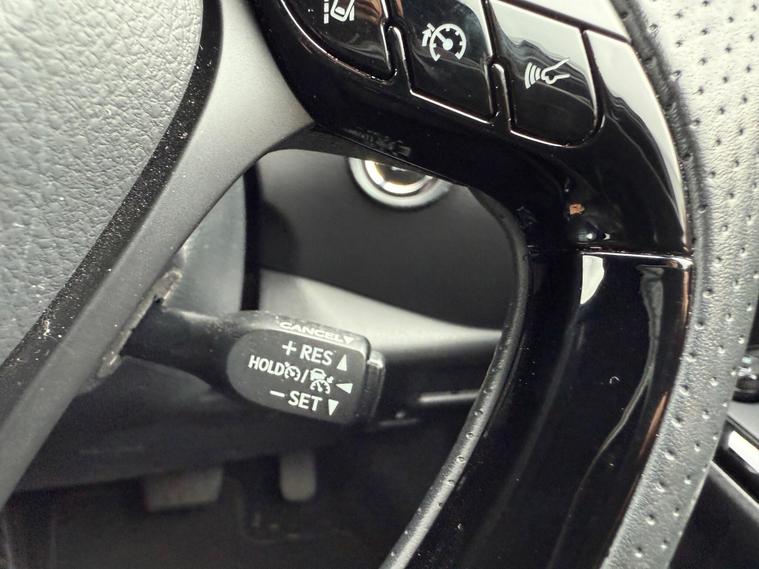 CANCEL▼
+ RES ▲
HOLD / ◀
− SET ▼